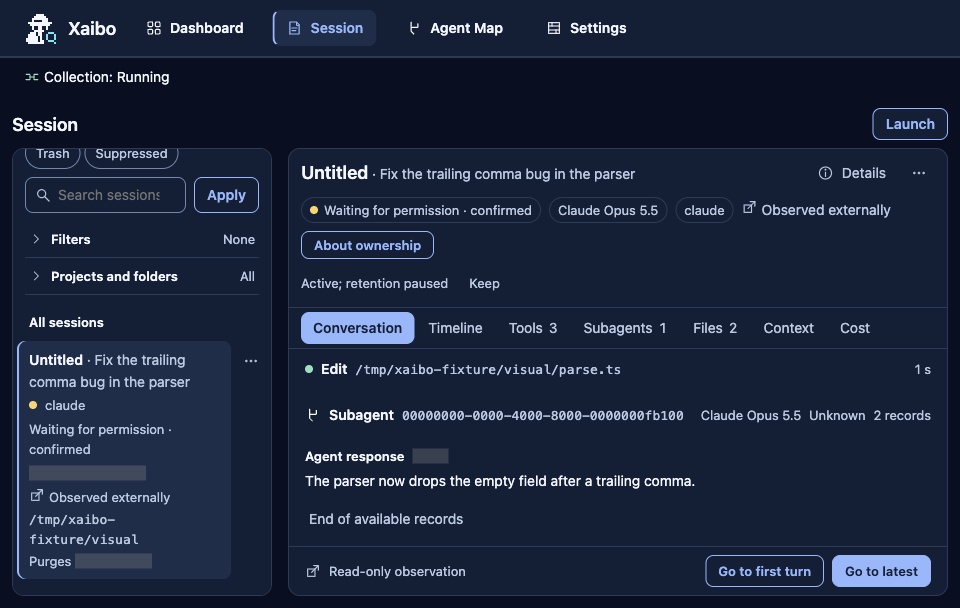 Xaibo
Dashboard
Session
Agent Map
Settings
Collection: Running
Session
Launch
Trash
Suppressed
Search sessions
Apply
Filters
None
Projects and folders
All
All sessions
Untitled · Fix the trailing
comma bug in the parser
claude
Waiting for permission ·
confirmed
Observed externally
/tmp/xaibo-
fixture/visual
Purges
Untitled · Fix the trailing comma bug in the parser
Details
Waiting for permission · confirmed
Claude Opus 5.5
claude
Observed externally
About ownership
Active; retention paused
Keep
Conversation
Timeline
Tools 3
Subagents 1
Files 2
Context
Cost
Edit /tmp/xaibo-fixture/visual/parse.ts
1 s
Subagent 00000000-0000-4000-8000-0000000fb100 Claude Opus 5.5 Unknown 2 records
Agent response
The parser now drops the empty field after a trailing comma.
End of available records
Read-only observation
Go to first turn
Go to latest